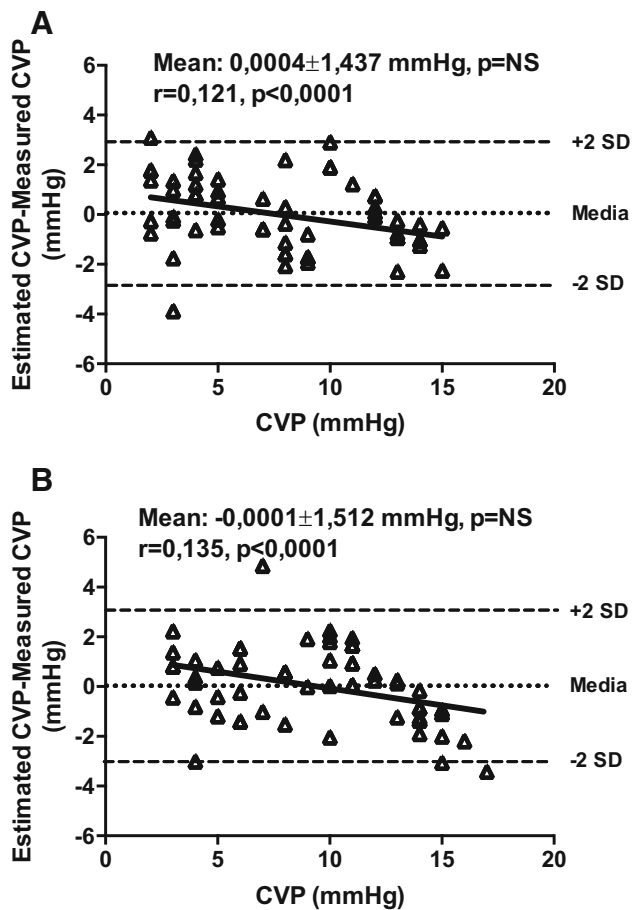 A
Mean: 0,0004±1,437 mmHg, p=NS
r=0,121, p<0,0001
Estimated CVP-Measured CVP
(mmHg)
6
4
2
0
-2
-4
-6
+2 SD
Media
-2 SD
0 5 10 15 20
CVP (mmHg)
B
Mean: -0,0001±1,512 mmHg, p=NS
r=0,135, p<0,0001
Estimated CVP-Measured CVP
(mmHg)
6
4
2
0
-2
-4
-6
+2 SD
Media
-2 SD
0 5 10 15 20
CVP (mmHg)